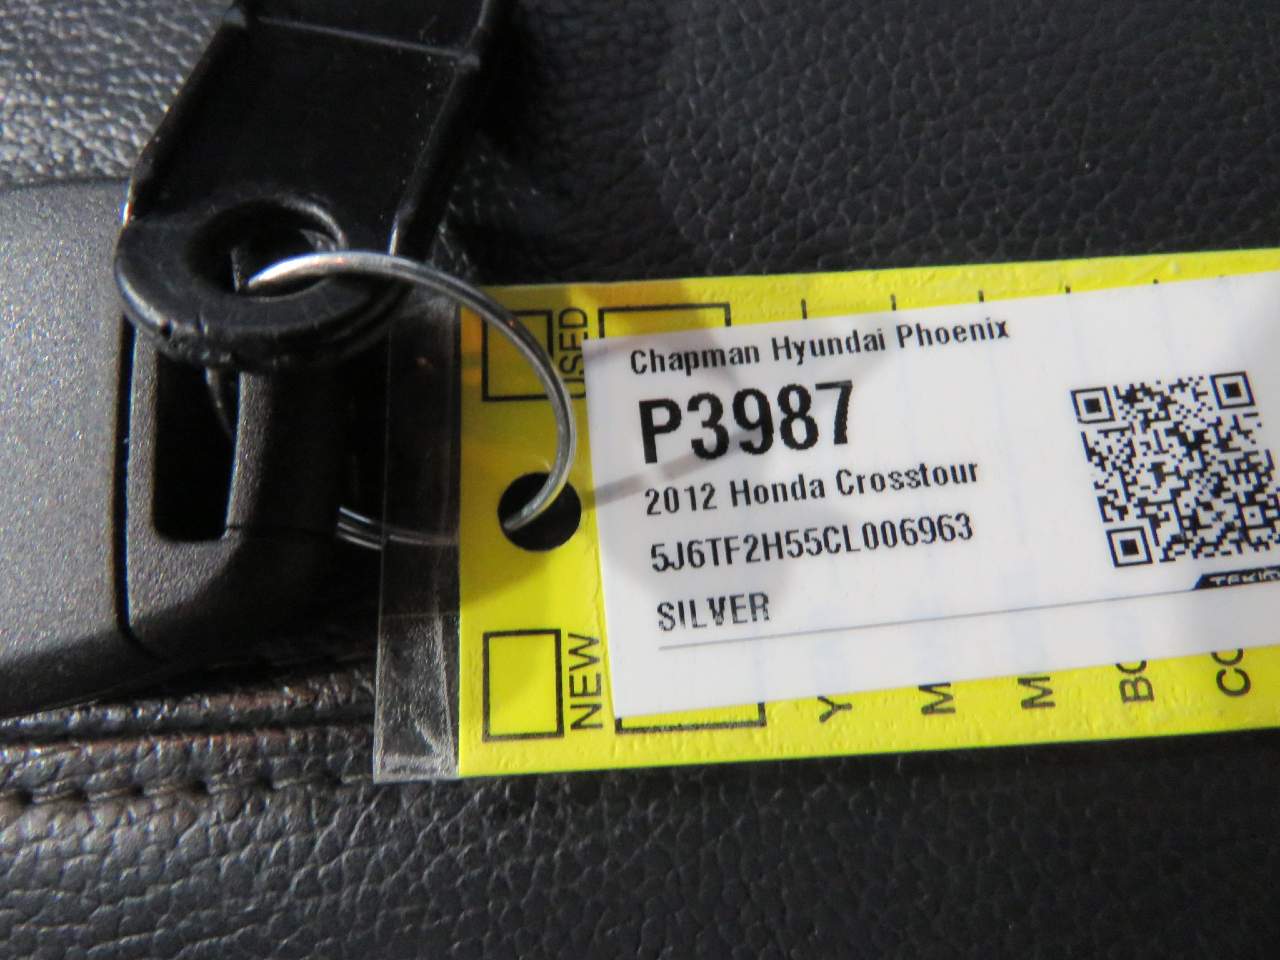 USED
Chapman Hyundai Phoenix
P3987
2012 Honda Crosstour
5J6TF2H55CL006963
SILVER
NEW